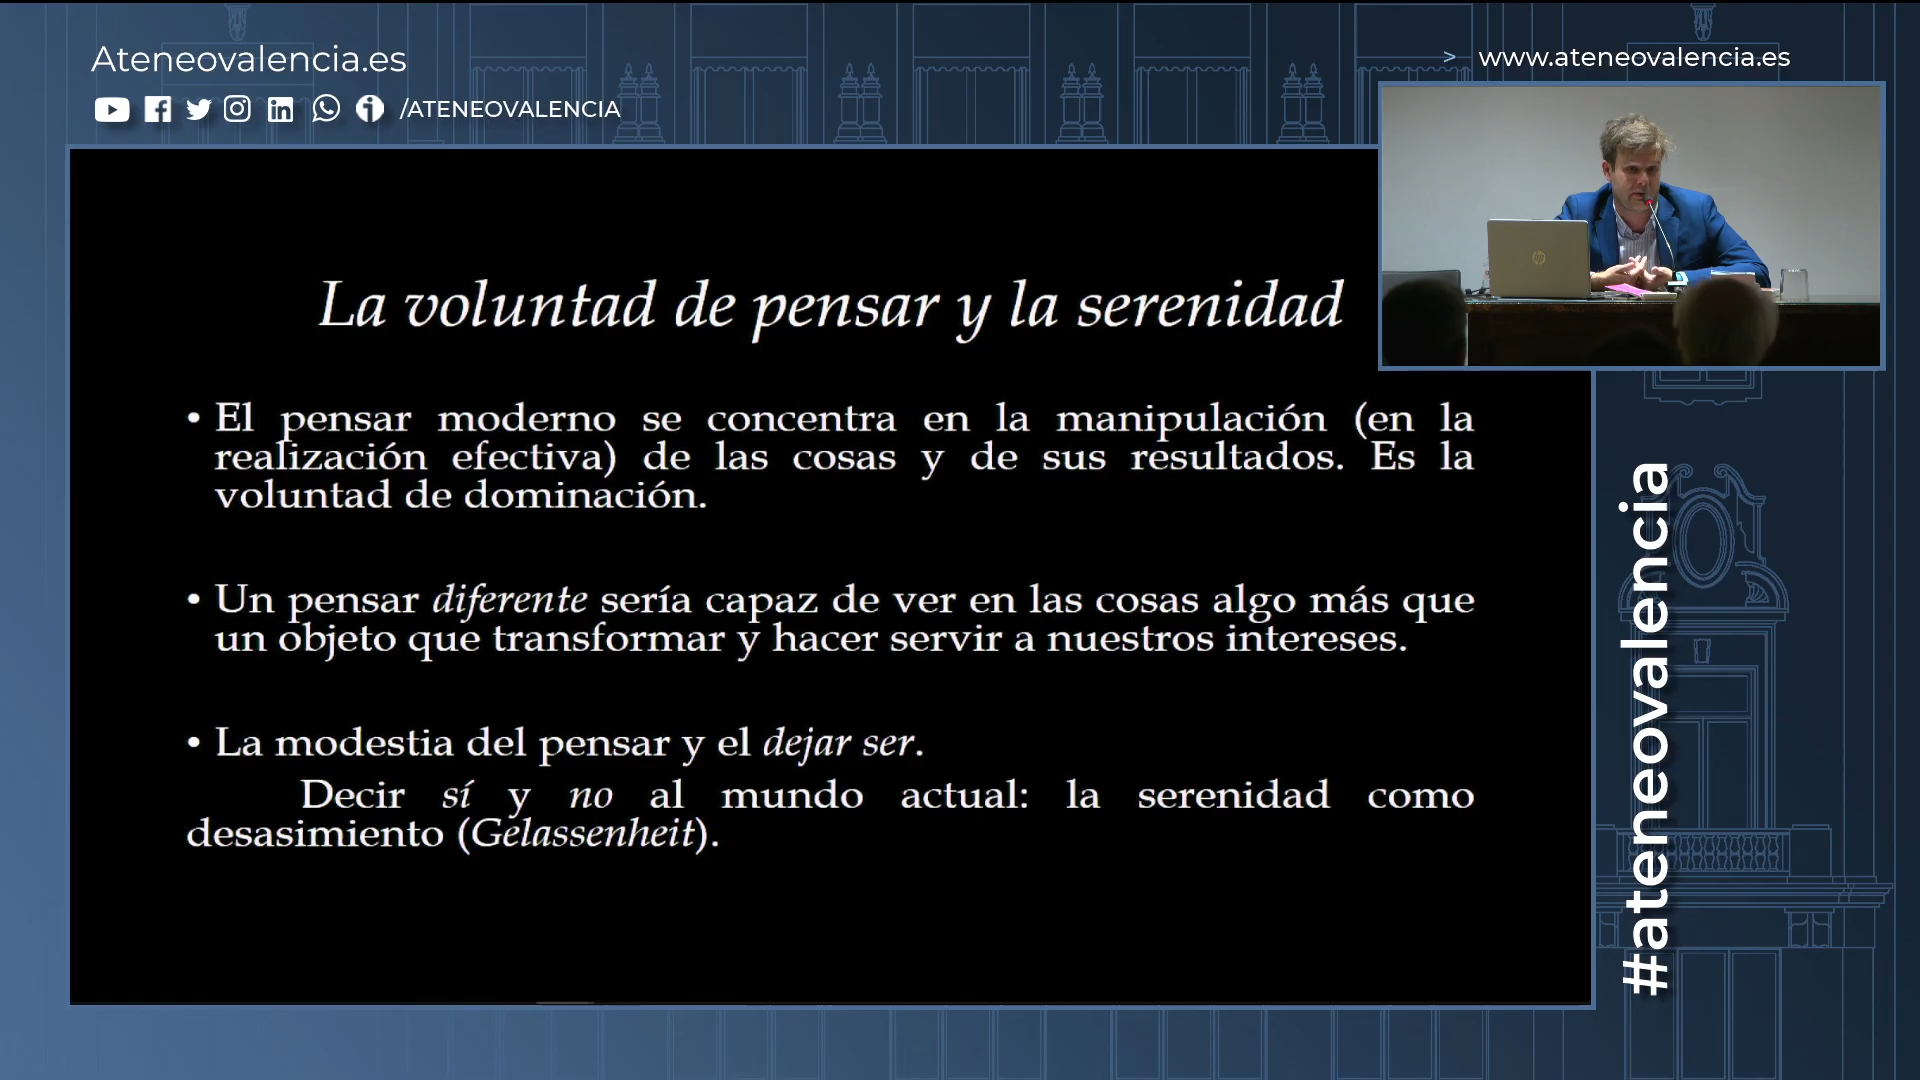 Ateneovalencia.es
/ATENEOVALENCIA
> www.ateneovalencia.es
La voluntad de pensar y la serenidad
• El pensar moderno se concentra en la manipulación (en la
realización efectiva) de las cosas y de sus resultados. Es la
voluntad de dominación.
• Un pensar diferente sería capaz de ver en las cosas algo más que
un objeto que transformar y hacer servir a nuestros intereses.
• La modestia del pensar y el dejar ser.
Decir sí y no al mundo actual: la serenidad como
desasimiento (Gelassenheit).
#ateneovalencia